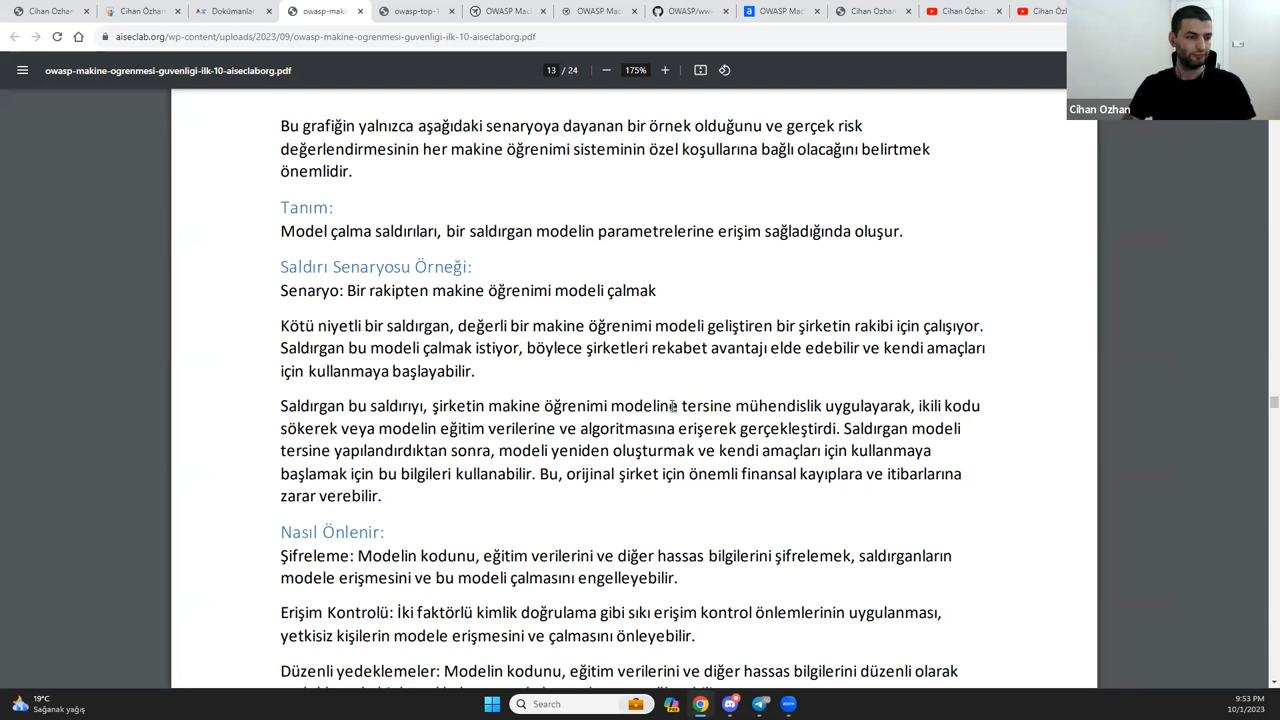 Cihan Ozhan
Cihan Özhan
Dokümanlar
owasp-mak
owasp-top-1
OWASP Mac
OWASP Mac
OWASP/ww
OWASP Mac
Cihan Ozhan
Cihan Özhan
Cihan Öz
aiseclab.org/wp-content/uploads/2023/09/owasp-makine-ogrenmesi-guvenligi-ilk-10-aiseclaborg.pdf
owasp-makine-ogrenmesi-guvenligi-ilk-10-aiseclaborg.pdf
13 / 24
175%
Cihan Ozhan
Bu grafiğin yalnızca aşağıdaki senaryoya dayanan bir örnek olduğunu ve gerçek risk
değerlendirmesinin her makine öğrenimi sisteminin özel koşullarına bağlı olacağını belirtmek
önemlidir.
Tanım:
Model çalma saldırıları, bir saldırgan modelin parametrelerine erişim sağladığında oluşur.
Saldırı Senaryosu Örneği:
Senaryo: Bir rakipten makine öğrenimi modeli çalmak
Kötü niyetli bir saldırgan, değerli bir makine öğrenimi modeli geliştiren bir şirketin rakibi için çalışıyor.
Saldırgan bu modeli çalmak istiyor, böylece şirketleri rekabet avantajı elde edebilir ve kendi amaçları
için kullanmaya başlayabilir.
Saldırgan bu saldırıyı, şirketin makine öğrenimi modeline tersine mühendislik uygulayarak, ikili kodu
sökerek veya modelin eğitim verilerine ve algoritmasına erişerek gerçekleştirdi. Saldırgan modeli
tersine yapılandırdıktan sonra, modeli yeniden oluşturmak ve kendi amaçları için kullanmaya
başlamak için bu bilgileri kullanabilir. Bu, orijinal şirket için önemli finansal kayıplara ve itibarlarına
zarar verebilir.
Nasıl Önlenir:
Şifreleme: Modelin kodunu, eğitim verilerini ve diğer hassas bilgilerini şifrelemek, saldırganların
modele erişmesini ve bu modeli çalmasını engelleyebilir.
Erişim Kontrolü: İki faktörlü kimlik doğrulama gibi sıkı erişim kontrol önlemlerinin uygulanması,
yetkisiz kişilerin modele erişmesini ve çalmasını önleyebilir.
Düzenli yedeklemeler: Modelin kodunu, eğitim verilerini ve diğer hassas bilgilerini düzenli olarak
19°C
Sağanak yağış
Search
9:53 PM
10/1/2023